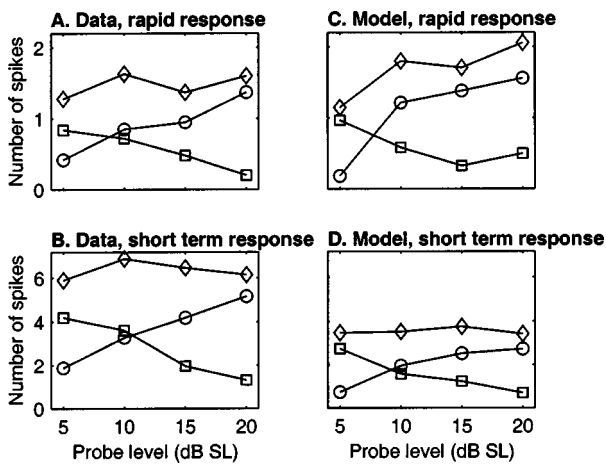 A. Data, rapid response
C. Model, rapid response
Number of spikes
2
1
0
B. Data, short term response
D. Model, short term response
Number of spikes
6
4
2
0
5 10 15 20
5 10 15 20
Probe level (dB SL)
Probe level (dB SL)